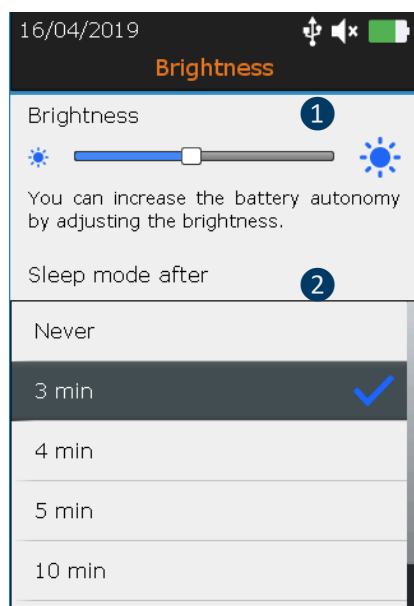 16/04/2019
Brightness
Brightness
1
You can increase the battery autonomy
by adjusting the brightness.
Sleep mode after
2
Never
3 min
4 min
5 min
10 min